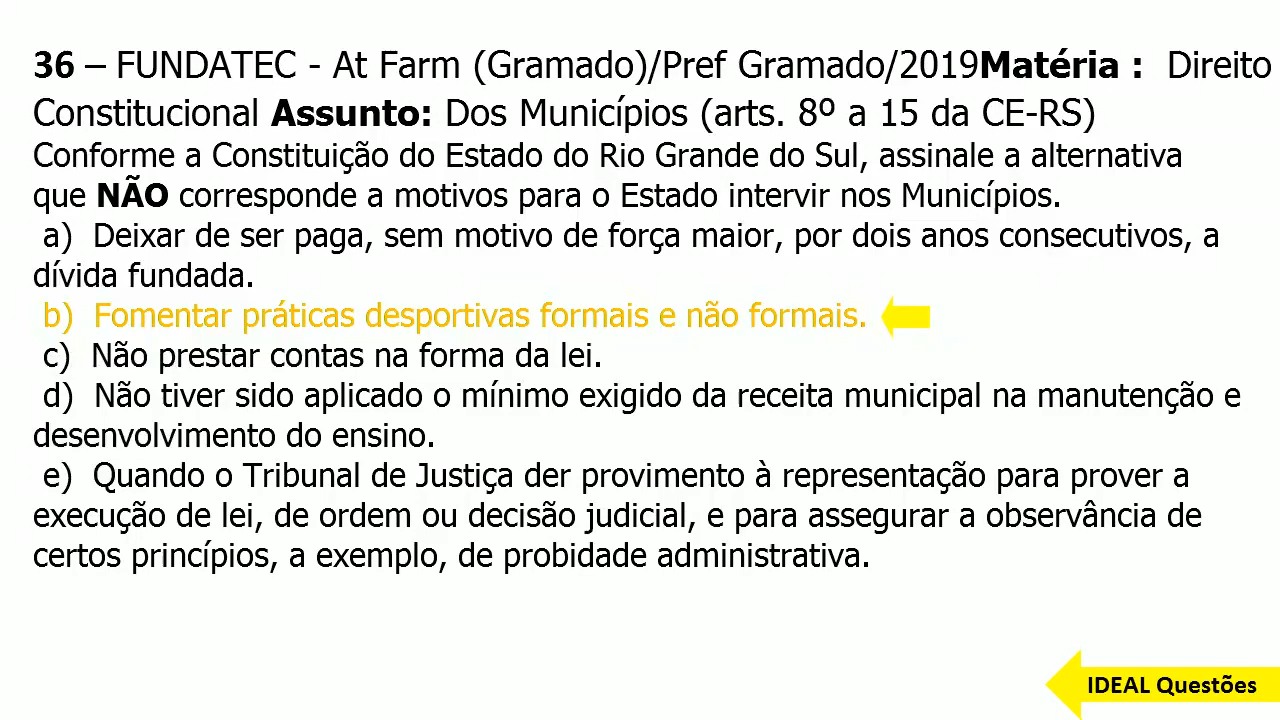 36 – FUNDATEC - At Farm (Gramado)/Pref Gramado/2019Matéria : Direito
Constitucional Assunto: Dos Municípios (arts. 8º a 15 da CE-RS)
Conforme a Constituição do Estado do Rio Grande do Sul, assinale a alternativa
que NÃO corresponde a motivos para o Estado intervir nos Municípios.
a) Deixar de ser paga, sem motivo de força maior, por dois anos consecutivos, a
dívida fundada.
b) Fomentar práticas desportivas formais e não formais.
c) Não prestar contas na forma da lei.
d) Não tiver sido aplicado o mínimo exigido da receita municipal na manutenção e
desenvolvimento do ensino.
e) Quando o Tribunal de Justiça der provimento à representação para prover a
execução de lei, de ordem ou decisão judicial, e para assegurar a observância de
certos princípios, a exemplo, de probidade administrativa.
IDEAL Questões